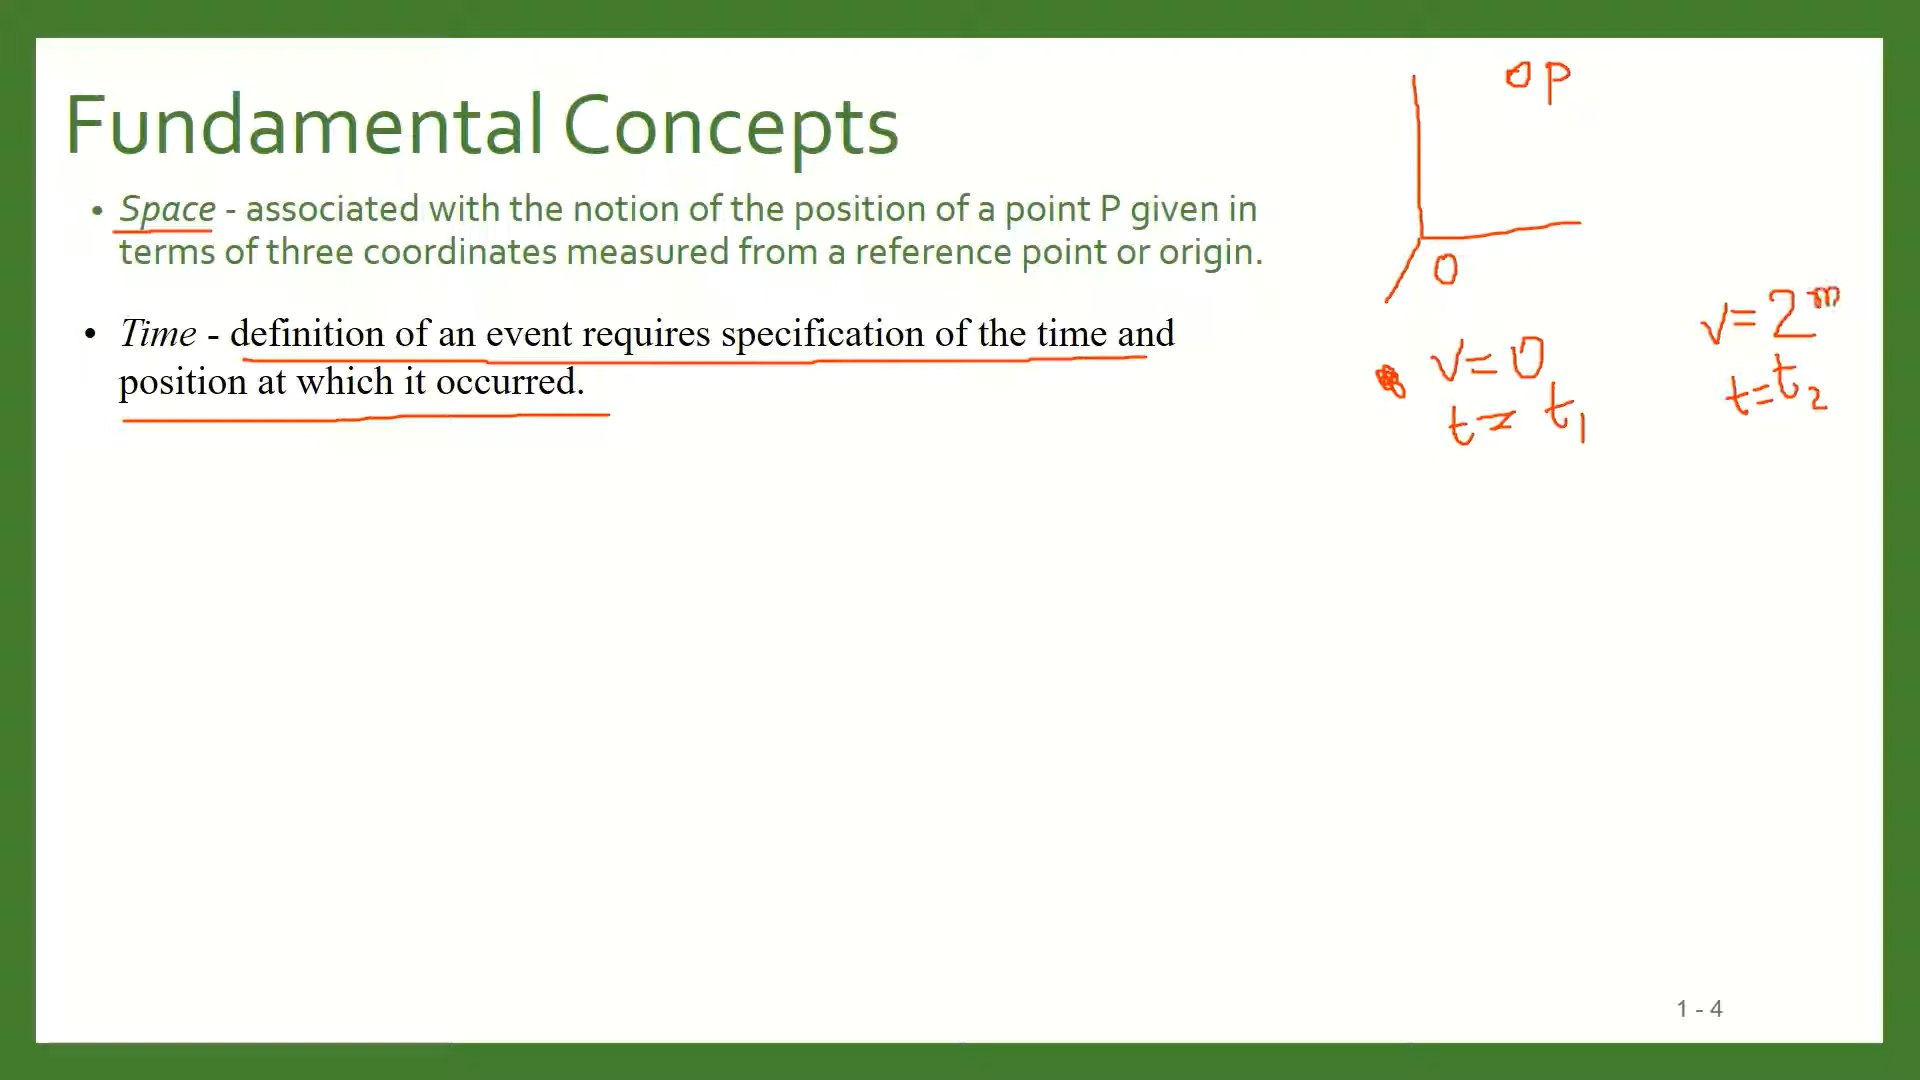 Fundamental Concepts
• Space - associated with the notion of the position of a point P given in
terms of three coordinates measured from a reference point or origin.
• Time - definition of an event requires specification of the time and
position at which it occurred.
O P
O
v=0
t= t₁
v=2 m
t=t₂
1 - 4